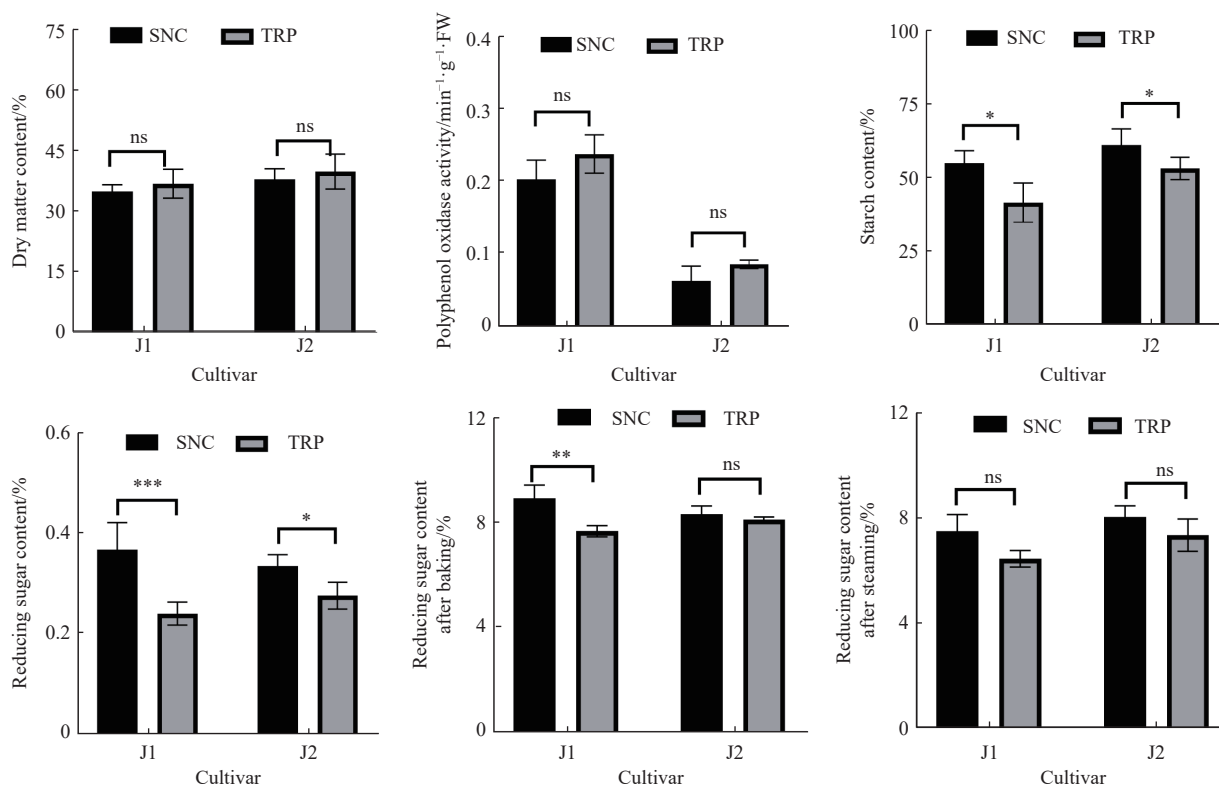 Dry matter content/%
75
60
45
30
15
0
SNC
TRP
ns
ns
J1
J2
Cultivar
Polyphenol oxidase activity/min⁻¹·g⁻¹·FW
0.4
0.3
0.2
0.1
0
SNC
TRP
ns
ns
J1
J2
Cultivar
Starch content/%
100
75
50
25
0
SNC
TRP
*
*
J1
J2
Cultivar
Reducing sugar content/%
0.6
0.4
0.2
0
SNC
TRP
***
*
J1
J2
Cultivar
Reducing sugar content
after baking/%
12
8
4
0
SNC
TRP
**
ns
J1
J2
Cultivar
Reducing sugar content
after steaming/%
12
8
4
0
SNC
TRP
ns
ns
J1
J2
Cultivar